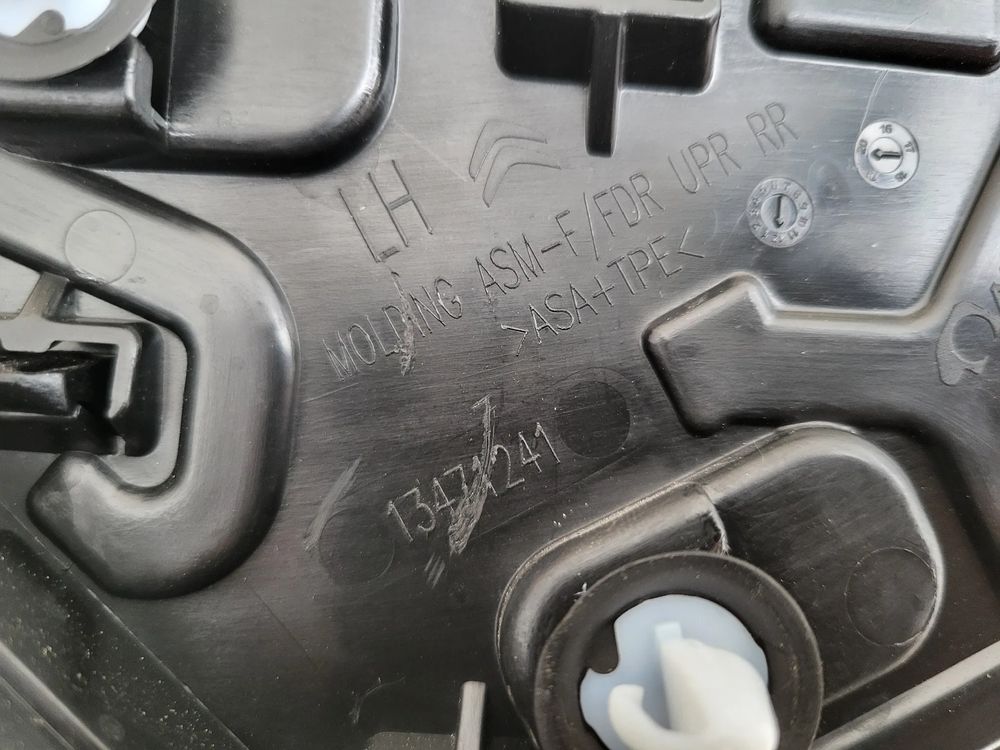 LH
MOLDING ASM-F/FDR UPR RR
>ASA+TPE<
13471241